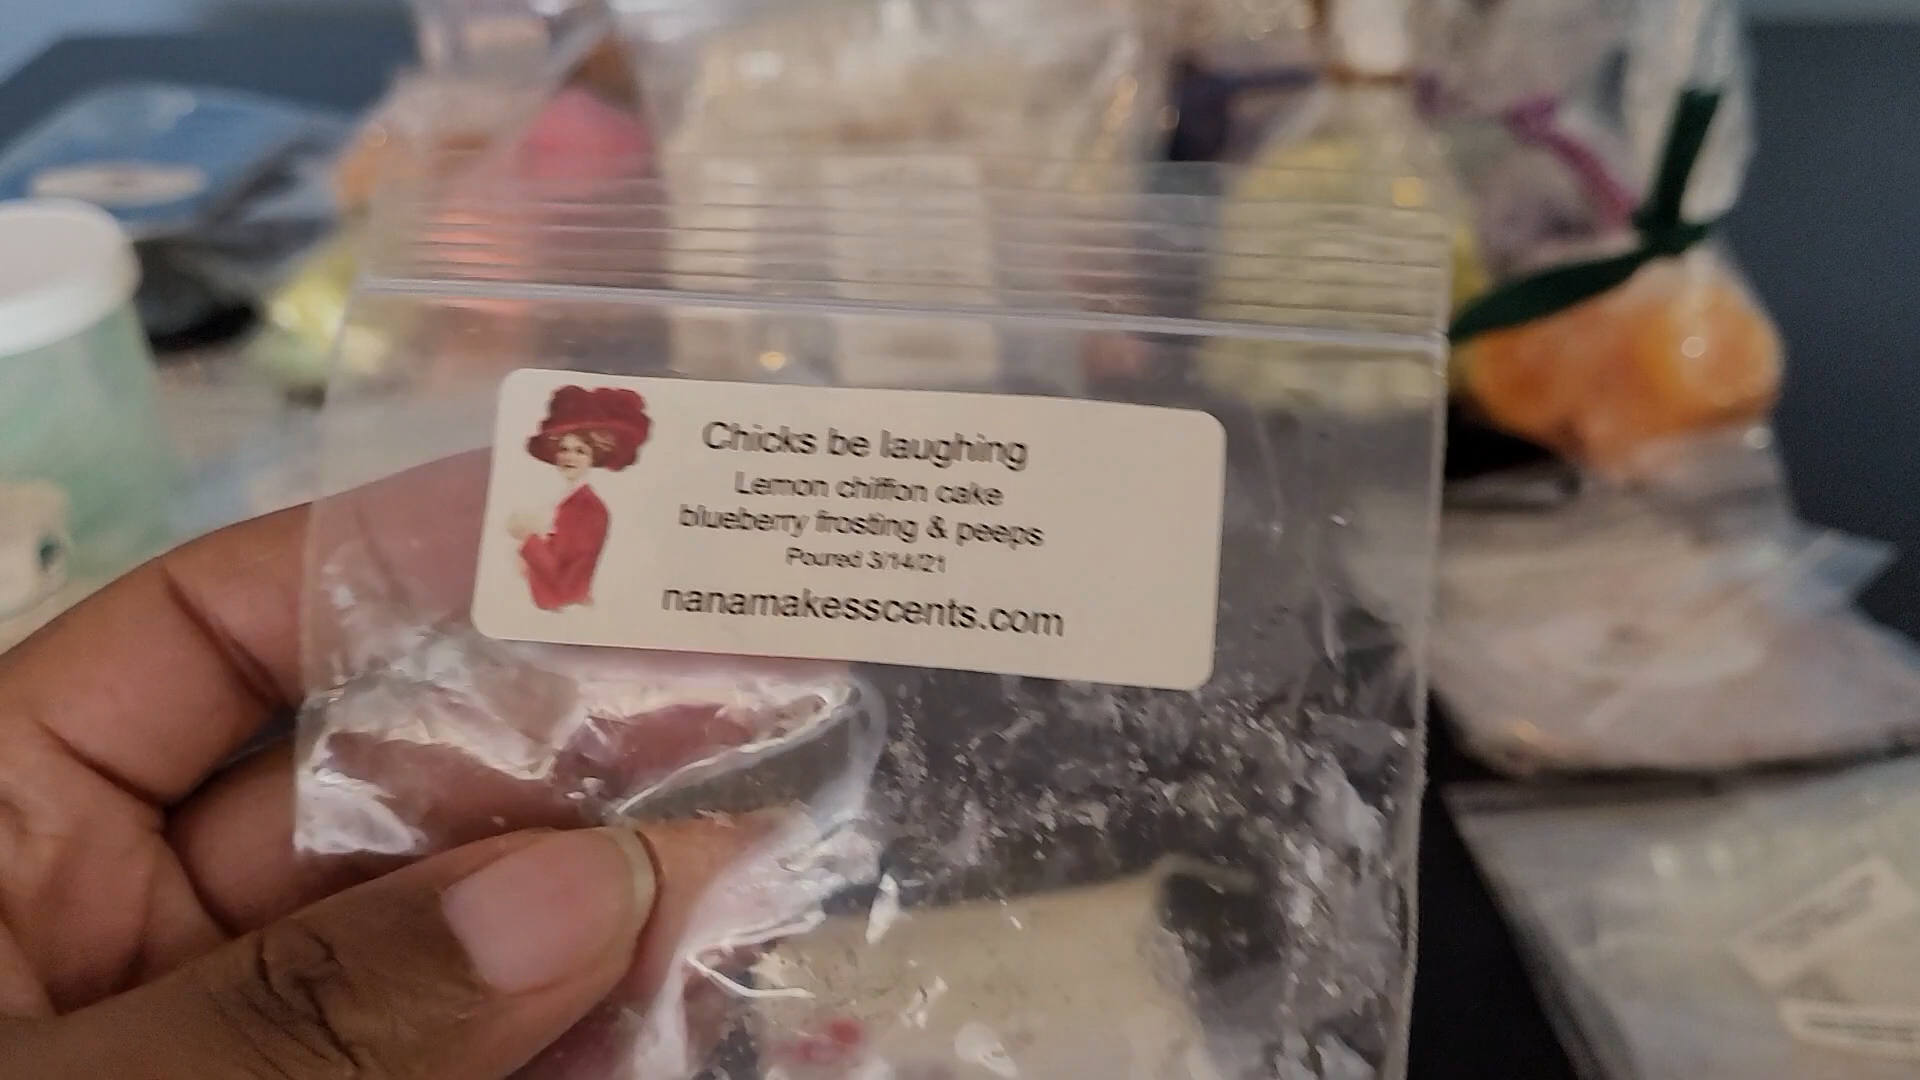 Chicks be laughing
Lemon chiffon cake
blueberry frosting & peeps
Poured 3/14/21
nanamakesscents.com